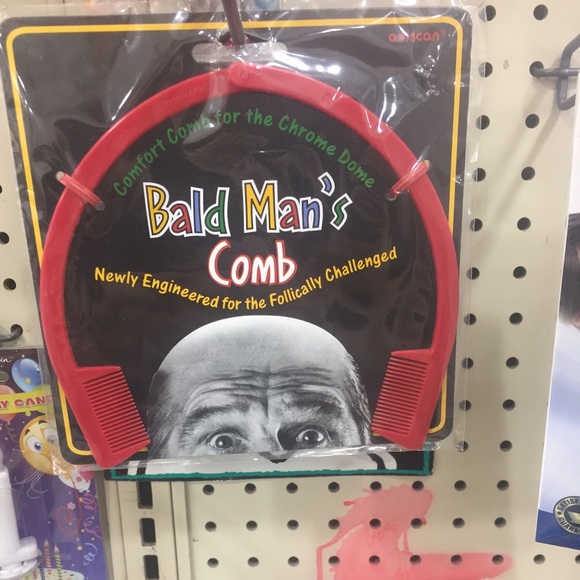 amscan
Comfort Comb for the Chrome Dome
Bald Man's
Comb
Newly Engineered for the Follically Challenged